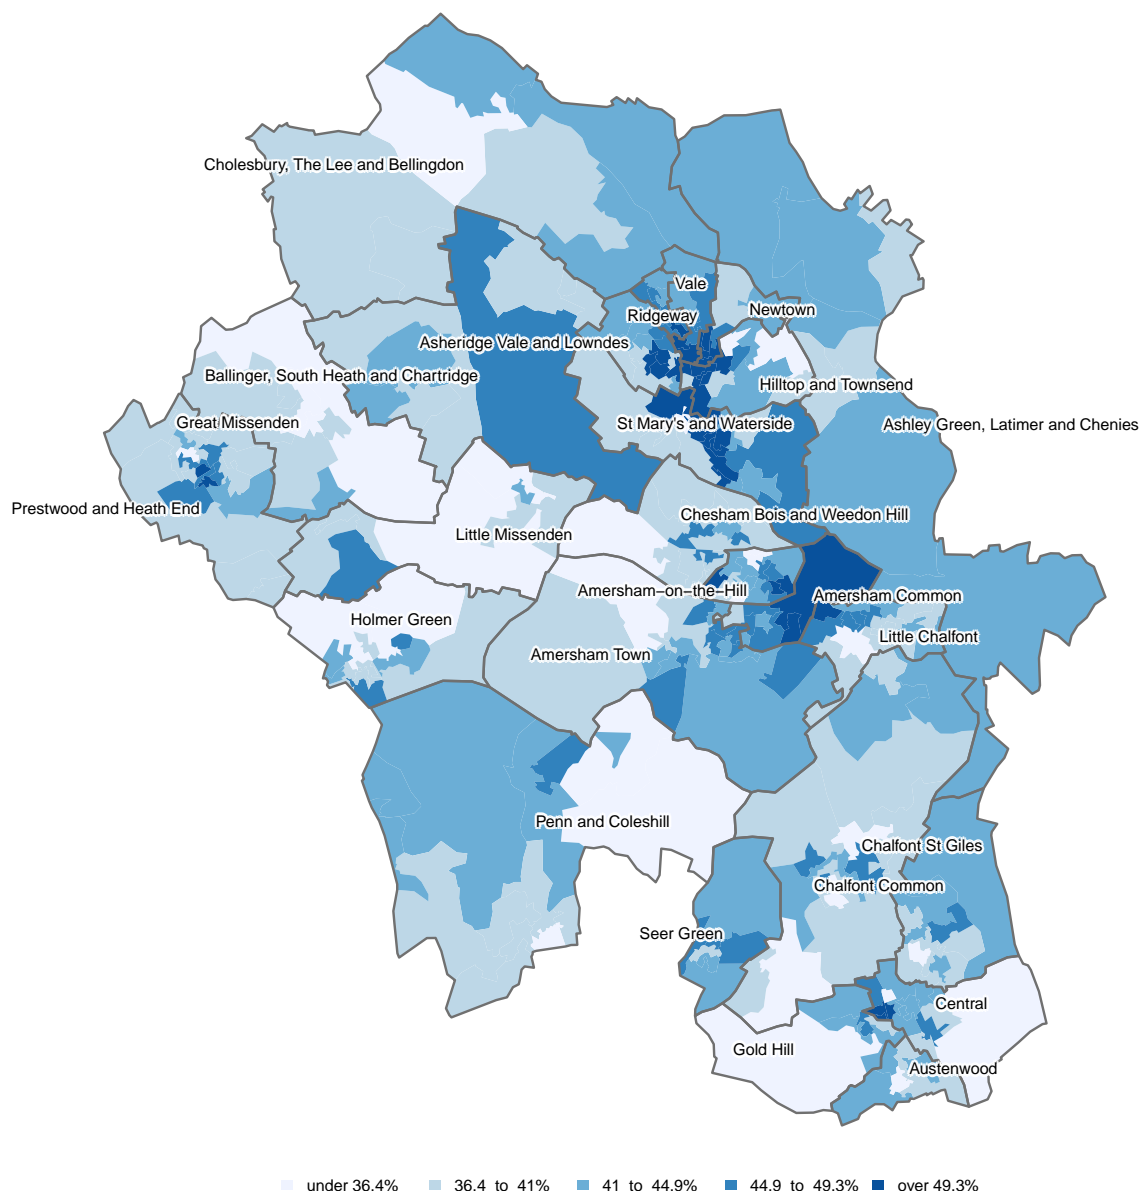 Cholesbury, The Lee and Bellingdon
Vale
Newtown
Ridgeway
Asheridge Vale and Lowndes
Ballinger, South Heath and Chartridge
Hilltop and Townsend
Great Missenden
St Mary's and Waterside
Ashley Green, Latimer and Chenies
Prestwood and Heath End
Chesham Bois and Weedon Hill
Little Missenden
Amersham−on−the−Hill
Amersham Common
Holmer Green
Little Chalfont
Amersham Town
Penn and Coleshill
Chalfont St Giles
Chalfont Common
Seer Green
Central
Gold Hill
Austenwood
under 36.4% 36.4 to 41% 41 to 44.9% 44.9 to 49.3% over 49.3%